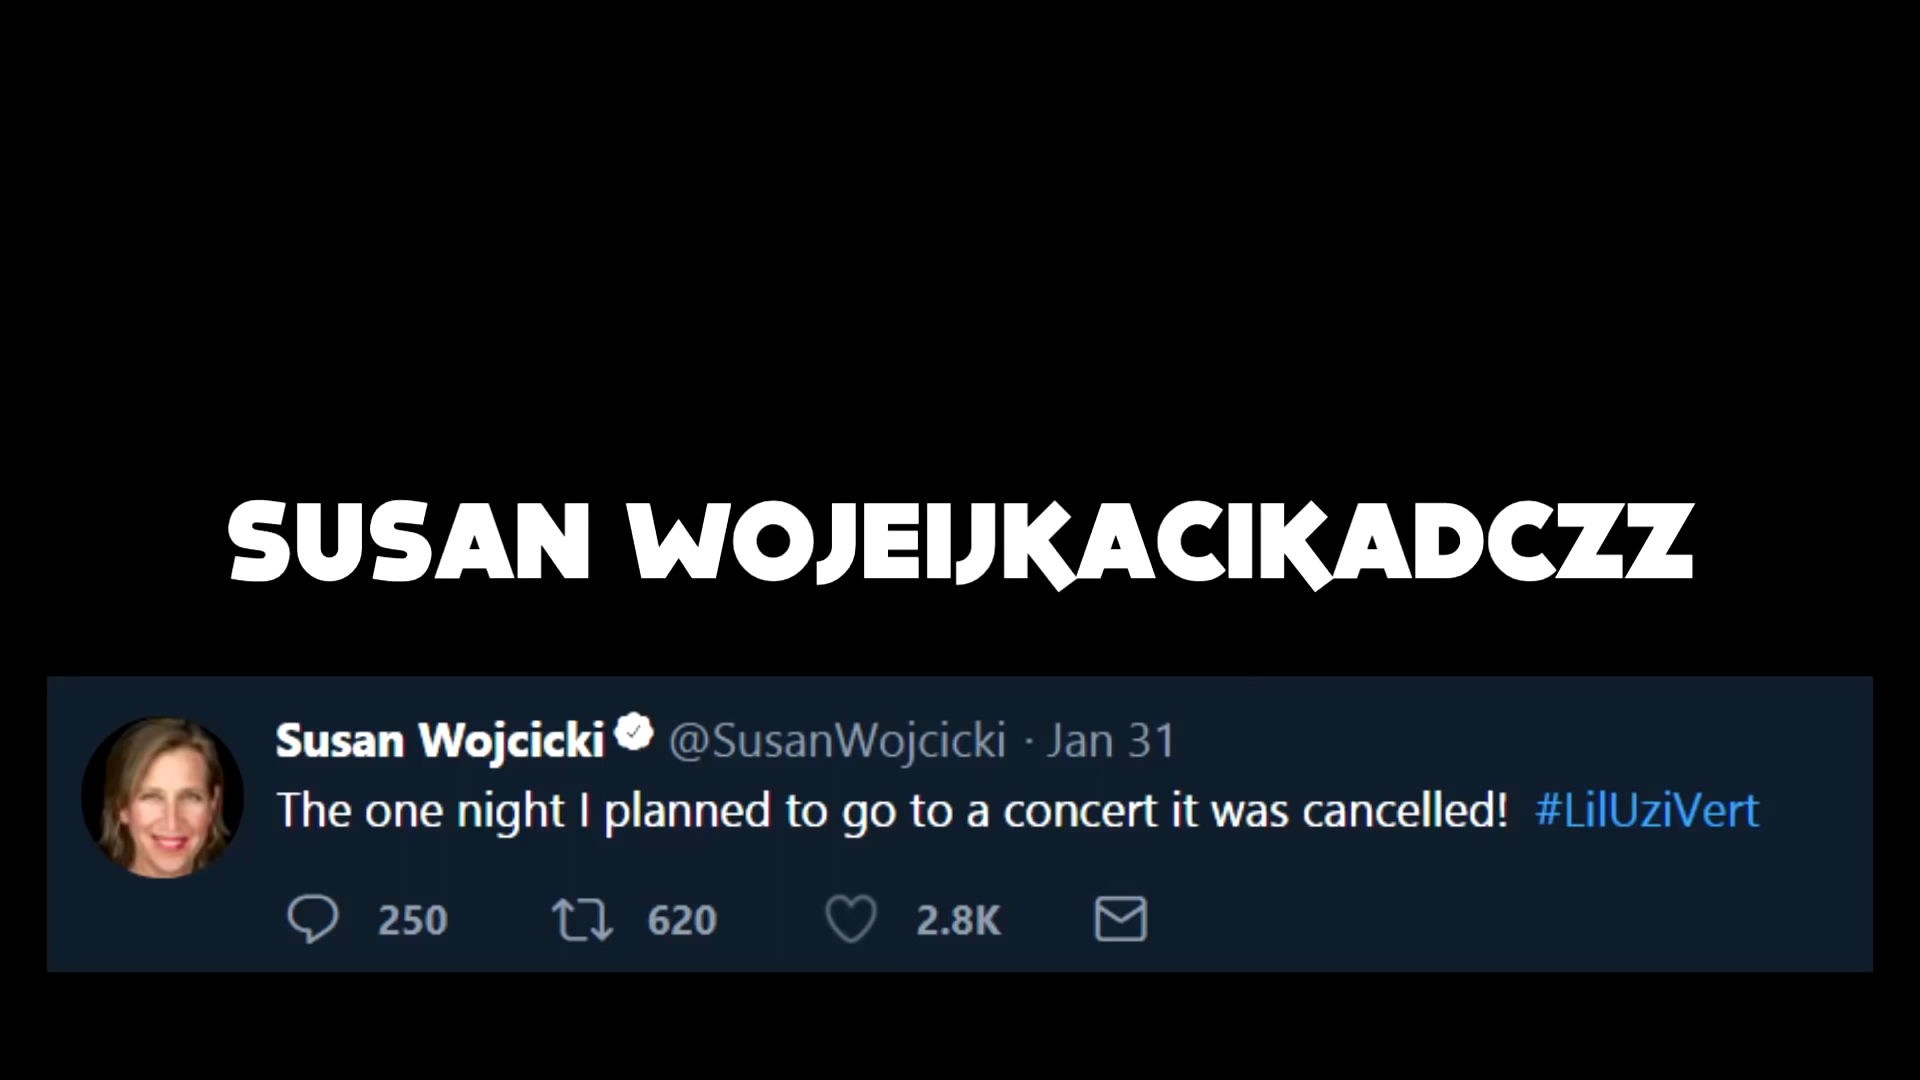 SUSAN WOJEIJKACIKADCZZ
Susan Wojcicki @SusanWojcicki · Jan 31
The one night I planned to go to a concert it was cancelled! #LilUziVert
250 620 2.8K